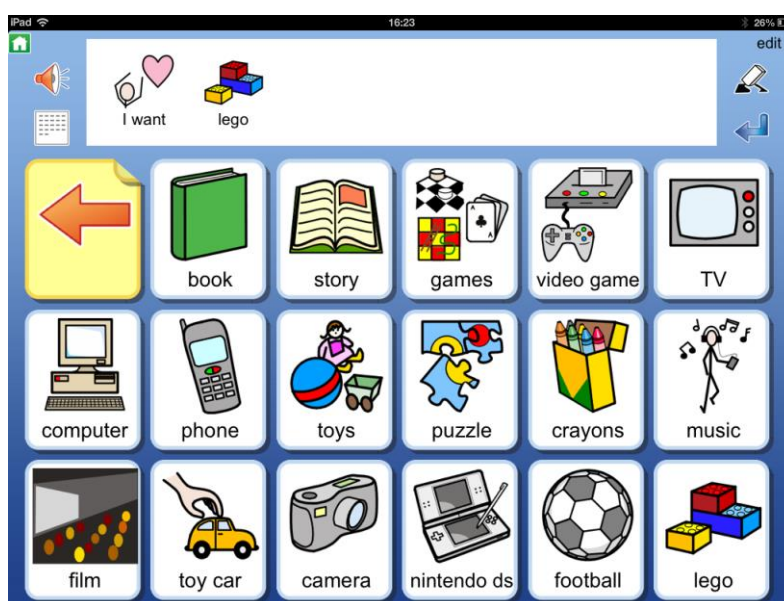 iPad 16:23 26%
edit
I want lego
book story games video game TV
computer phone toys puzzle crayons music
film toy car camera nintendo ds football lego